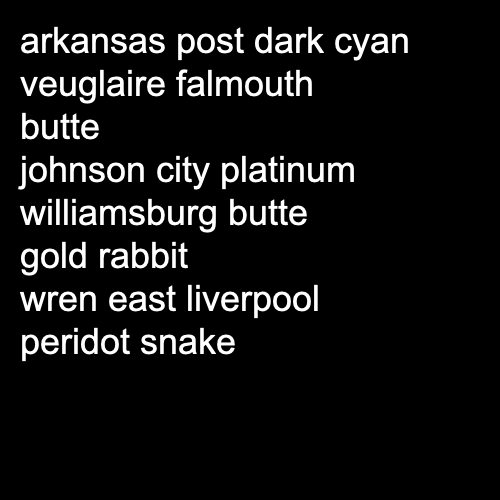 arkansas post dark cyan
veuglaire falmouth
butte
johnson city platinum
williamsburg butte
gold rabbit
wren east liverpool
peridot snake